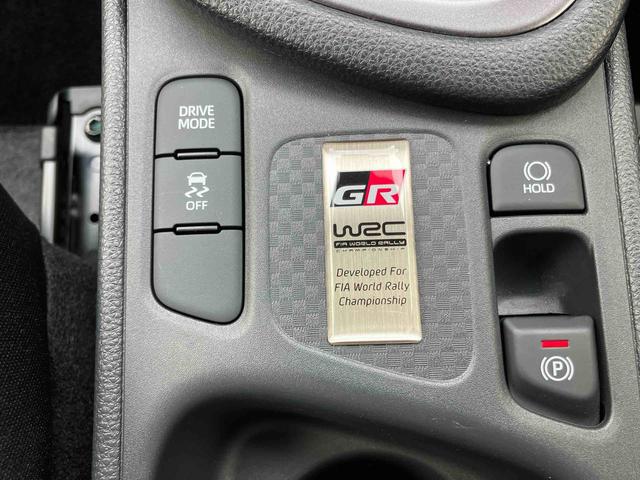 DRIVE
MODE
OFF
GR
WRC
FIA WORLD RALLY
CHAMPIONSHIP
Developed For
FIA World Rally
Championship
HOLD
P